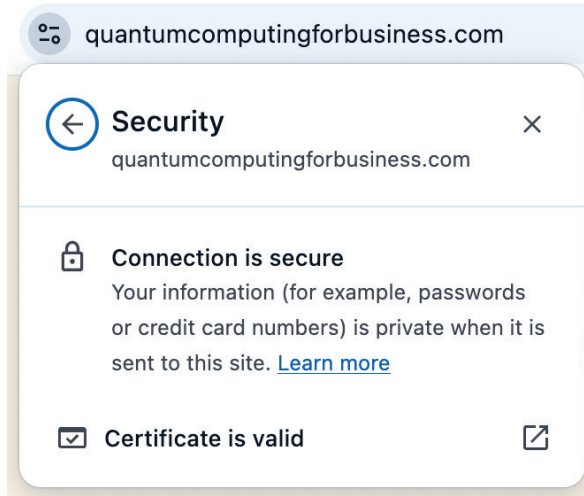 quantumcomputingforbusiness.com
Security
quantumcomputingforbusiness.com
Connection is secure
Your information (for example, passwords
or credit card numbers) is private when it is
sent to this site. Learn more
Certificate is valid